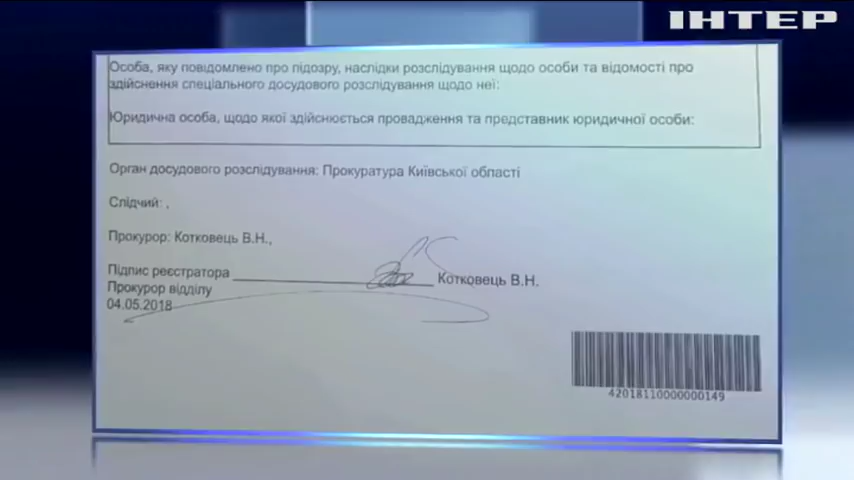 ІНТЕР
Особа, яку повідомлено про підозру, наслідки розслідування щодо особи та відомості про
здійснення спеціального досудового розслідування щодо неї:
Юридична особа, щодо якої здійснюється провадження та представник юридичної особи:
Орган досудового розслідування: Прокуратура Київської області
Слідчий: ,
Прокурор: Котковець В.Н.,
Підпис реєстратора Котковець В.Н.
Прокурор відділу
04.05.2018
42018110000000149